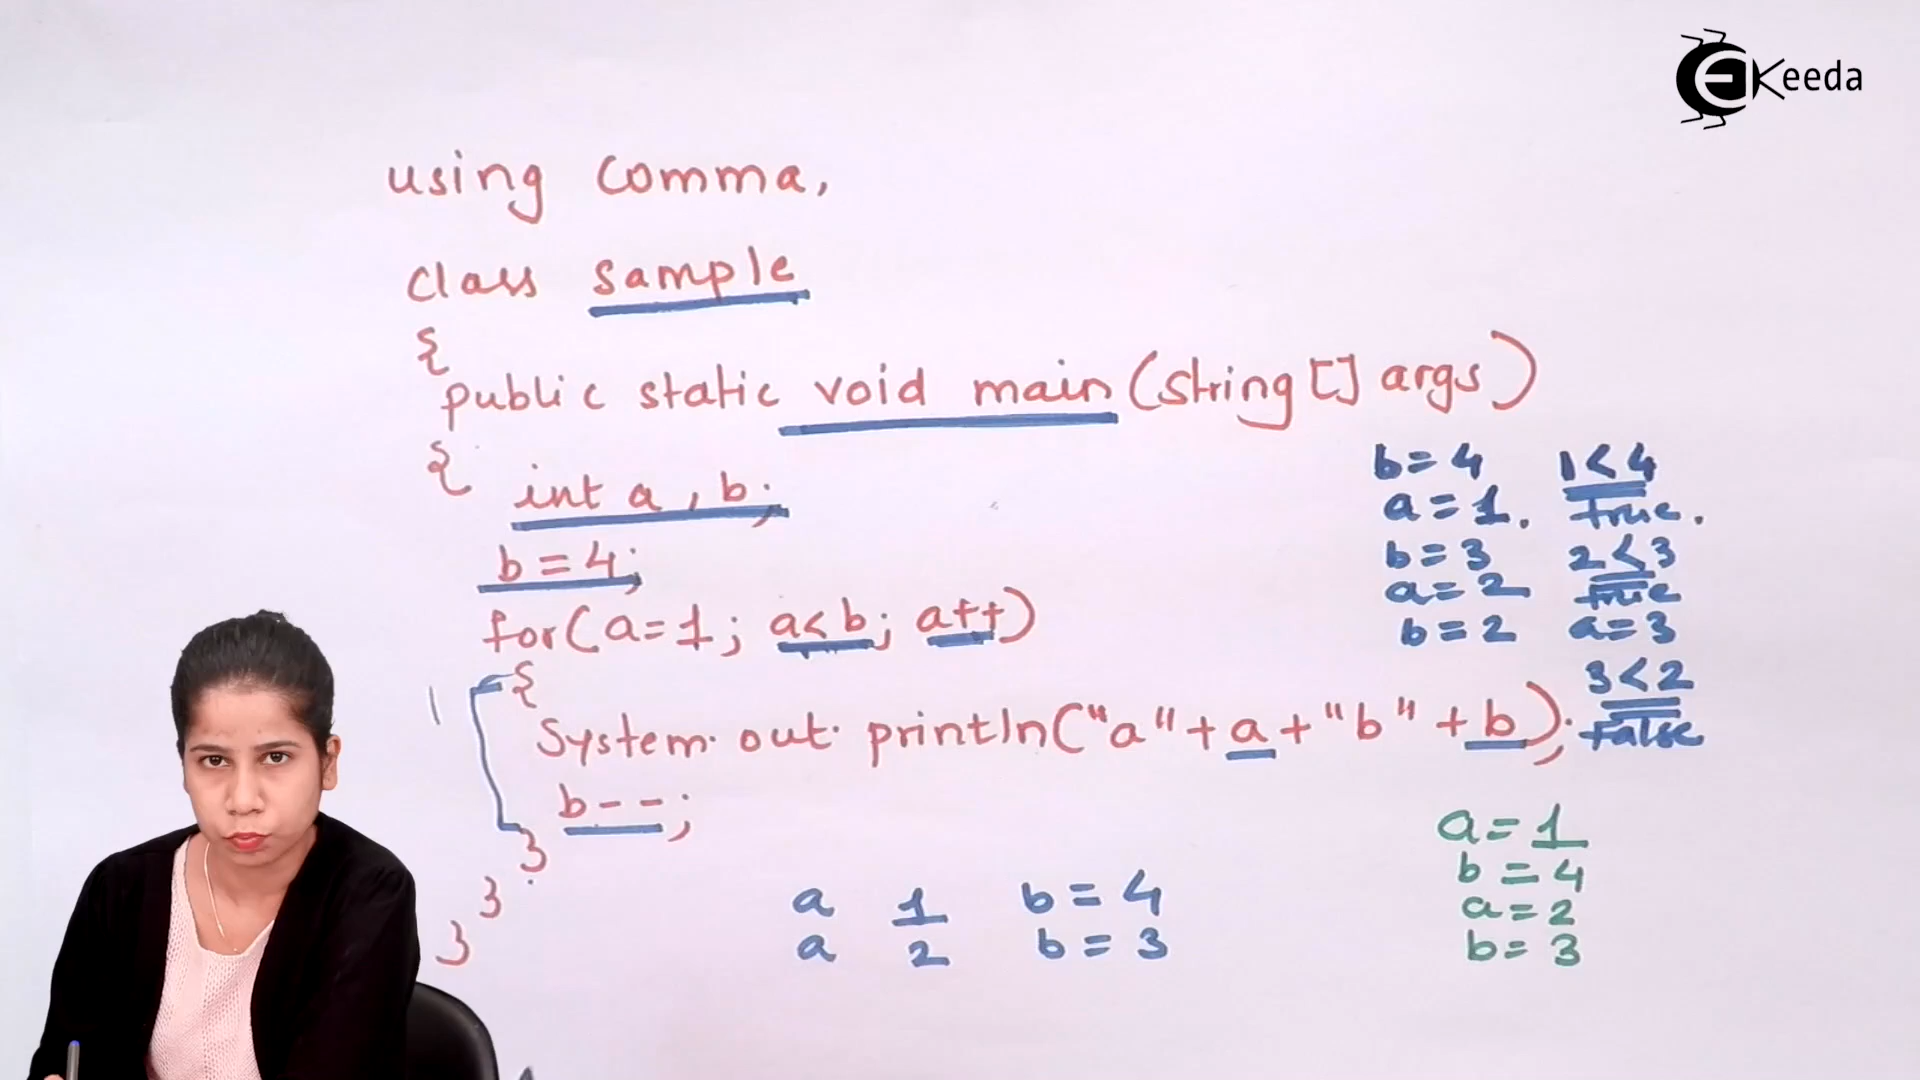 EKeeda
using comma,
class sample
{
public static void main (string [] args)
{
int a, b;
b = 4;
for (a=1; a<b; a++)
{
System.out.println("a"+a+"b"+b);
b--;
}
}
}
b=4 1<4
a=1. true.
b=3 2<3
a=2 true
b=2 a=3
3<2
False
a 1 b=4
a 2 b=3
a=1
b=4
a=2
b=3